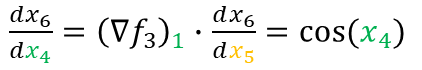 dx₆/dx₄ = (∇f₃)₁ · dx₆/dx₅ = cos(x₄)